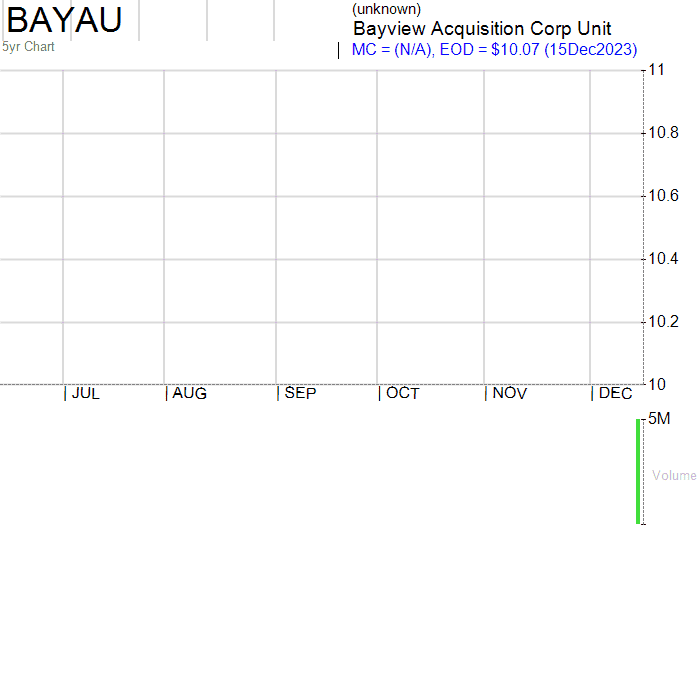 BAYAU
(unknown)
Bayview Acquisition Corp Unit
5yr Chart
| MC = (N/A), EOD = $10.07 (15Dec2023)
11
10.8
10.6
10.4
10.2
10
| JUL | AUG | SEP | OCT | NOV | DEC
5M
Volume